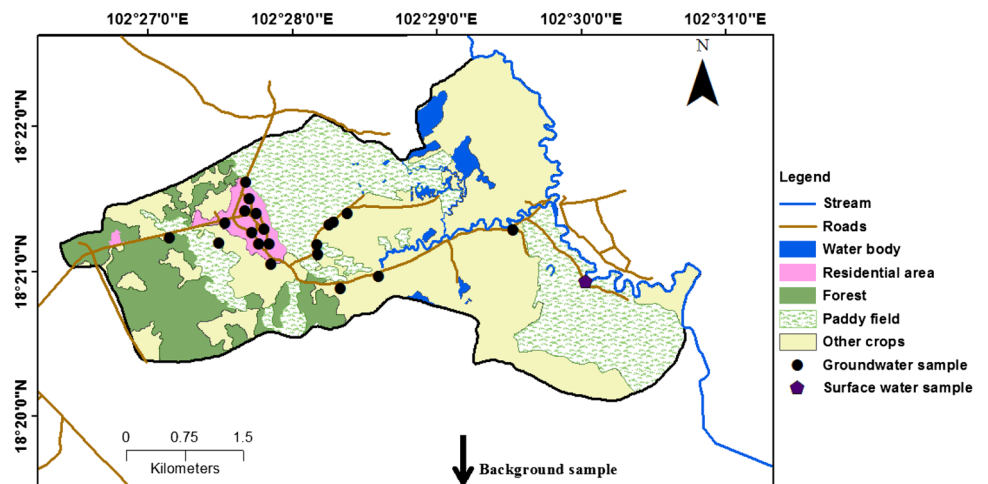 102°27'0"E 102°28'0"E 102°29'0"E 102°30'0"E 102°31'0"E
N
18°22'0"N
18°21'0"N
18°20'0"N
Legend
Stream
Roads
Water body
Residential area
Forest
Paddy field
Other crops
Groundwater sample
Surface water sample
0 0.75 1.5
Kilometers
Background sample